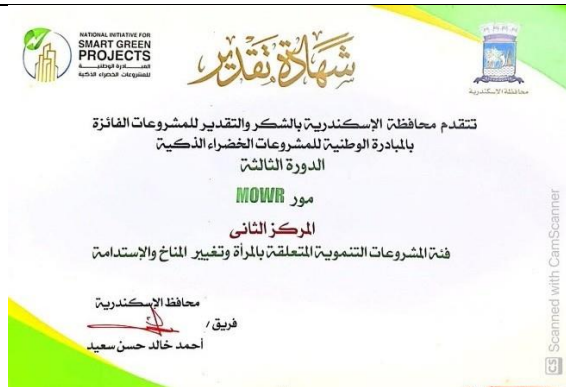 NATIONAL INITIATIVE FOR
SMART GREEN
PROJECTS
المبادرة الوطنية
للمشروعات الخضراء الذكية
شهادة تقدير
محافظة الإسكندرية
تتقدم محافظة الإسكندرية بالشكر والتقدير للمشروعات الفائزة
بالمبادرة الوطنية للمشروعات الخضراء الذكية
الدورة الثالثة
مور MOWR
المركز الثانى
فئة المشروعات التنموية المتعلقة بالمرأة وتغيير المناخ والإستدامة
محافظ الإسكندرية
فريق /
أحمد خالد حسن سعيد
CS Scanned with CamScanner